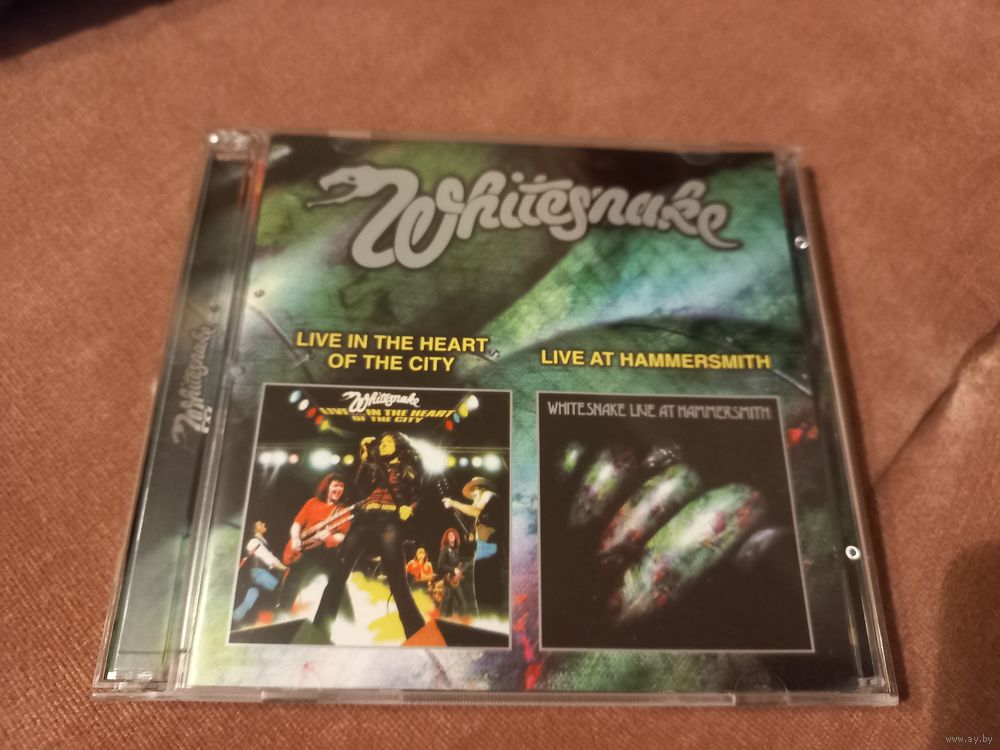 Whitesnake
LIVE IN THE HEART
OF THE CITY
LIVE AT HAMMERSMITH
Whitesnake
LIVE... IN THE HEART
OF THE CITY
WHITESNAKE LIVE AT HAMMERSMITH
Whitesnake
www.ay.by